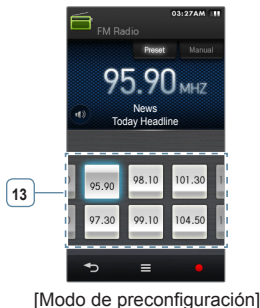 03:27AM
FM Radio
Preset Manual
95.90 MHZ
News
Today Headline
13
95.90 98.10 101.30
97.30 99.10 104.50
[Modo de preconfiguración]